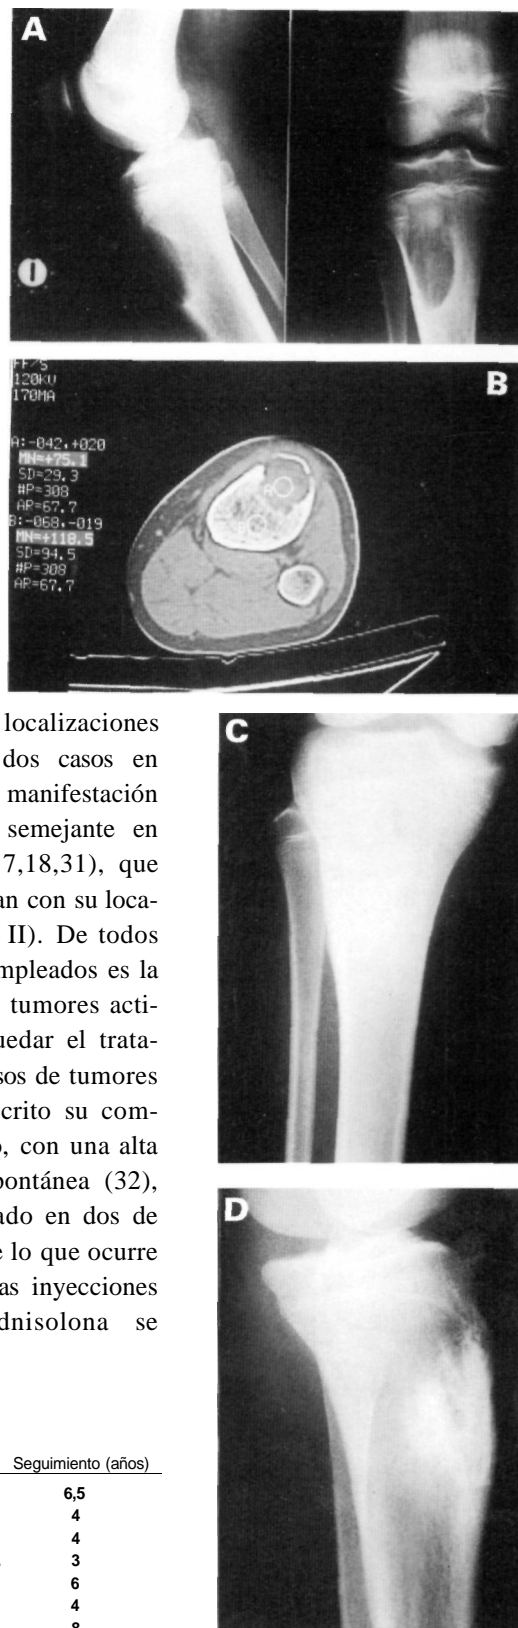 A
B
FF/S
120KV
170MA
A:-042,+020
MN=+75.1
SD=29.3
#P=308
AR=67.7
B:-068,-019
MN=+118.5
SD=94.5
#P=308
AR=67.7
A
B
localizaciones
dos casos en
manifestación
semejante en
7,18,31), que
an con su loca-
II). De todos
mpleados es la
tumores acti-
uedar el trata-
sos de tumores
crito su com-
o, con una alta
pontánea (32),
ado en dos de
e lo que ocurre
as inyecciones
dnisolona se
C
D
Seguimiento (años)
6,5
4
4
3
6
4
8